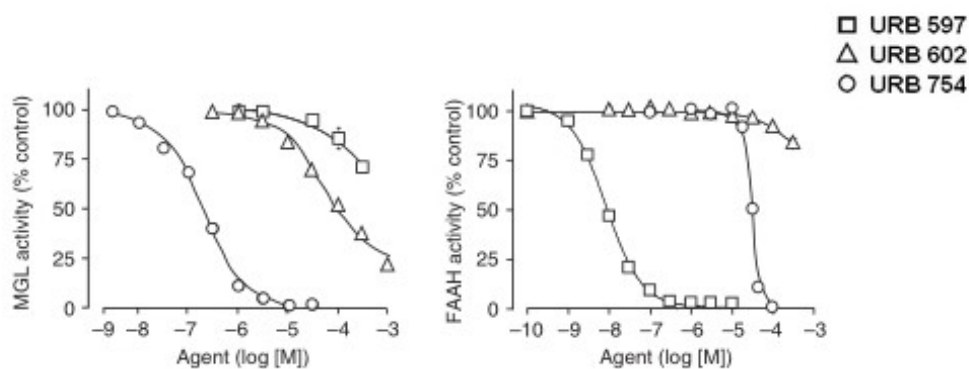 URB 597
URB 602
URB 754
MGL activity (% control)
100
75
50
25
0
−9 −8 −7 −6 −5 −4 −3
Agent (log [M])
FAAH activity (% control)
100
75
50
25
0
−10 −9 −8 −7 −6 −5 −4 −3
Agent (log [M])